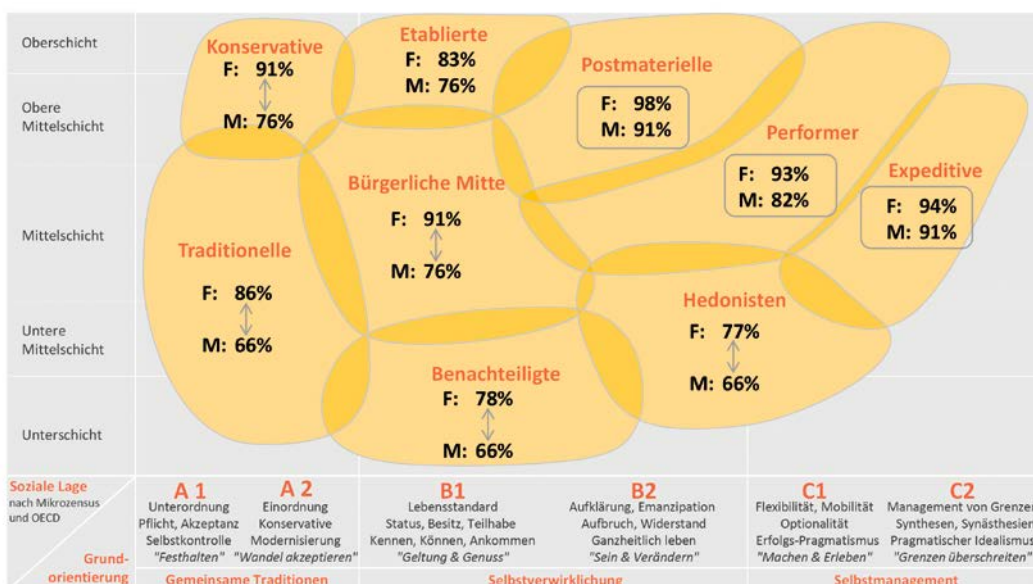 Oberschicht
Obere
Mittelschicht
Mittelschicht
Untere
Mittelschicht
Unterschicht
Konservative
F: 91%
M: 76%
Etablierte
F: 83%
M: 76%
Postmaterielle
F: 98%
M: 91%
Performer
F: 93%
M: 82%
Expeditive
F: 94%
M: 91%
Bürgerliche Mitte
F: 91%
M: 76%
Traditionelle
F: 86%
M: 66%
Hedonisten
F: 77%
M: 66%
Benachteiligte
F: 78%
M: 66%
Soziale Lage
nach Mikrozensus
und OECD
Grund-
orientierung
A 1
Unterordnung
Pflicht, Akzeptanz
Selbstkontrolle
"Festhalten"
A 2
Einordnung
Konservative
Modernisierung
"Wandel akzeptieren"
B1
Lebensstandard
Status, Besitz, Teilhabe
Kennen, Können, Ankommen
"Geltung & Genuss"
B2
Aufklärung, Emanzipation
Aufbruch, Widerstand
Ganzheitlich leben
"Sein & Verändern"
C1
Flexibilität, Mobilität
Optionalität
Erfolgs-Pragmatismus
"Machen & Erleben"
C2
Management von Grenzen
Synthesen, Synästhesien
Pragmatischer Idealismus
"Grenzen überschreiten"
Gemeinsame Traditionen
Selbstverwirklichung
Selbstmanagement